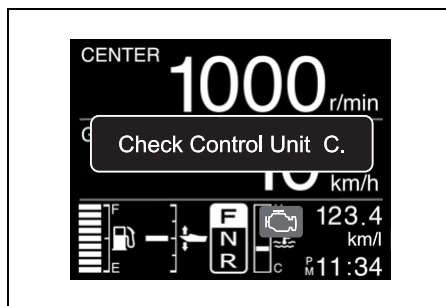 CENTER
1000 r/min
Check Control Unit C.
km/h
F
E
F
N
R
C
123.4
km/l
PM 11:34